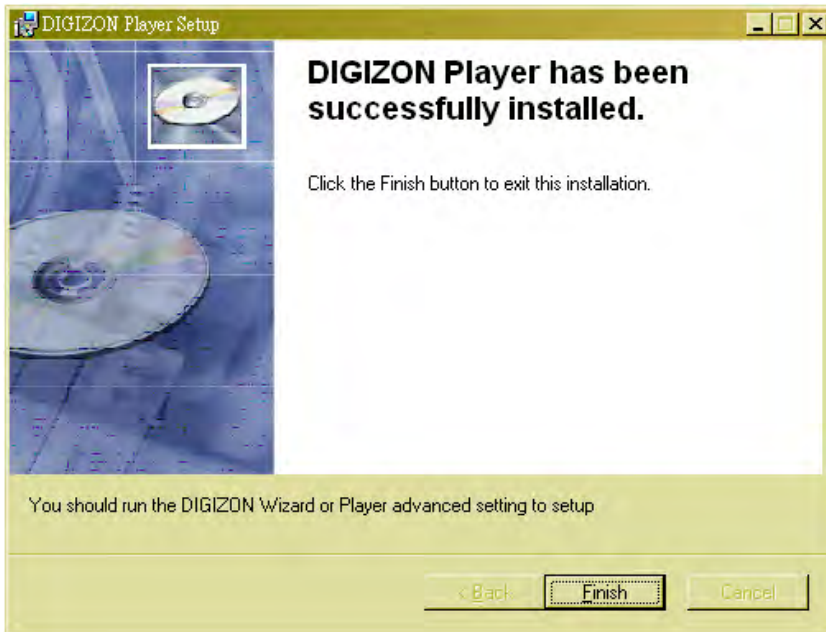 DIGIZON Player Setup
DIGIZON Player has been
successfully installed.
Click the Finish button to exit this installation.
You should run the DIGIZON Wizard or Player advanced setting to setup
< Back
Finish
Cancel